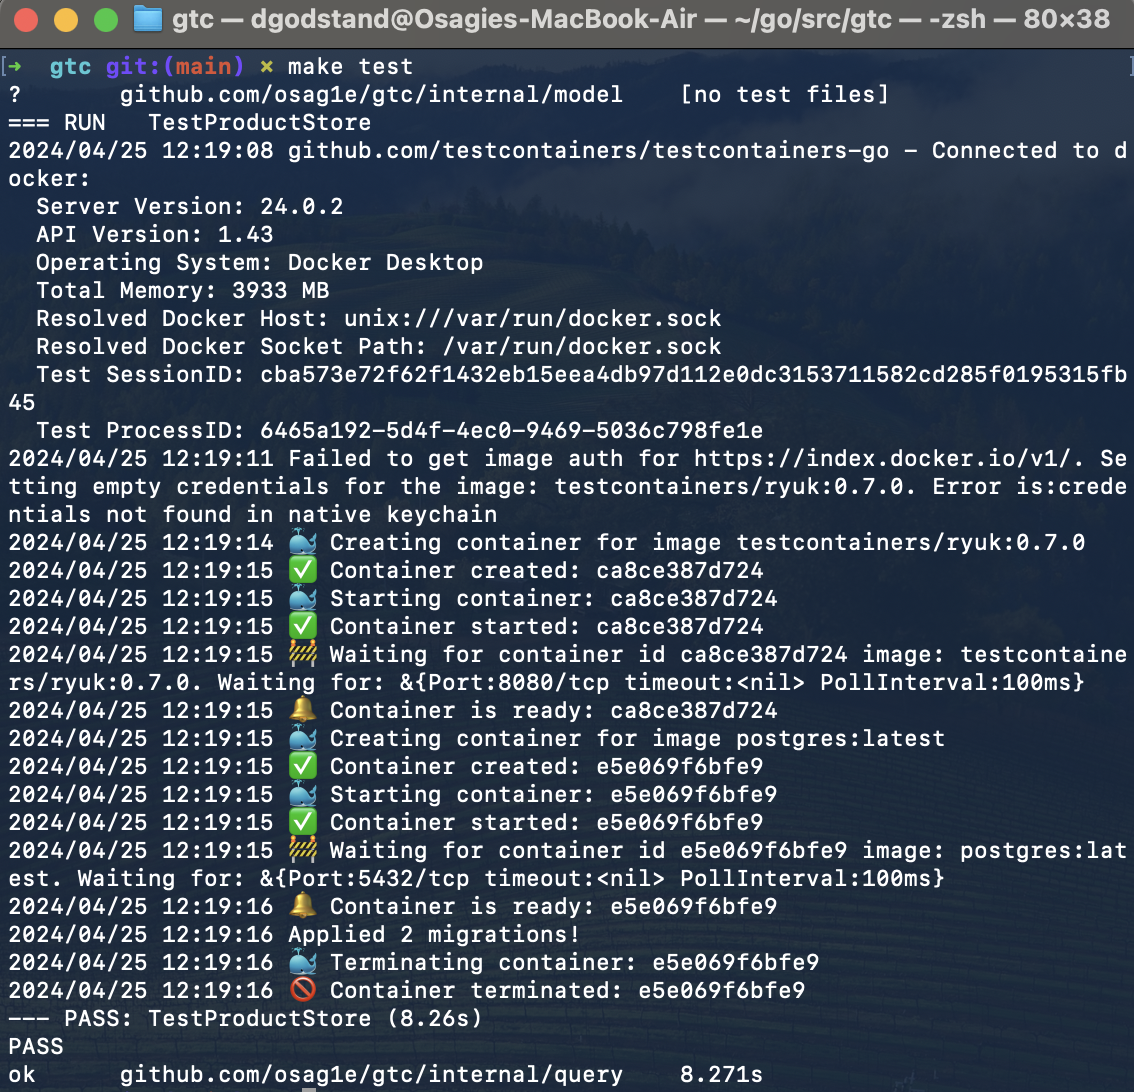 gtc — dgodstand@Osagies-MacBook-Air — ~/go/src/gtc — -zsh — 80×38
[➜  gtc git:(main) ✗ make test                                                  ]
?       github.com/osag1e/gtc/internal/model    [no test files]
=== RUN   TestProductStore
2024/04/25 12:19:08 github.com/testcontainers/testcontainers-go - Connected to d
ocker:
  Server Version: 24.0.2
  API Version: 1.43
  Operating System: Docker Desktop
  Total Memory: 3933 MB
  Resolved Docker Host: unix:///var/run/docker.sock
  Resolved Docker Socket Path: /var/run/docker.sock
  Test SessionID: cba573e72f62f1432eb15eea4db97d112e0dc3153711582cd285f0195315fb
45
  Test ProcessID: 6465a192-5d4f-4ec0-9469-5036c798fe1e
2024/04/25 12:19:11 Failed to get image auth for https://index.docker.io/v1/. Se
tting empty credentials for the image: testcontainers/ryuk:0.7.0. Error is:crede
ntials not found in native keychain
2024/04/25 12:19:14 🐳 Creating container for image testcontainers/ryuk:0.7.0
2024/04/25 12:19:15 ✅ Container created: ca8ce387d724
2024/04/25 12:19:15 🐳 Starting container: ca8ce387d724
2024/04/25 12:19:15 ✅ Container started: ca8ce387d724
2024/04/25 12:19:15 🚧 Waiting for container id ca8ce387d724 image: testcontaine
rs/ryuk:0.7.0. Waiting for: &{Port:8080/tcp timeout:<nil> PollInterval:100ms}
2024/04/25 12:19:15 🔔 Container is ready: ca8ce387d724
2024/04/25 12:19:15 🐳 Creating container for image postgres:latest
2024/04/25 12:19:15 ✅ Container created: e5e069f6bfe9
2024/04/25 12:19:15 🐳 Starting container: e5e069f6bfe9
2024/04/25 12:19:15 ✅ Container started: e5e069f6bfe9
2024/04/25 12:19:15 🚧 Waiting for container id e5e069f6bfe9 image: postgres:lat
est. Waiting for: &{Port:5432/tcp timeout:<nil> PollInterval:100ms}
2024/04/25 12:19:16 🔔 Container is ready: e5e069f6bfe9
2024/04/25 12:19:16 Applied 2 migrations!
2024/04/25 12:19:16 🐳 Terminating container: e5e069f6bfe9
2024/04/25 12:19:16 🚫 Container terminated: e5e069f6bfe9
--- PASS: TestProductStore (8.26s)
PASS
ok      github.com/osag1e/gtc/internal/query    8.271s